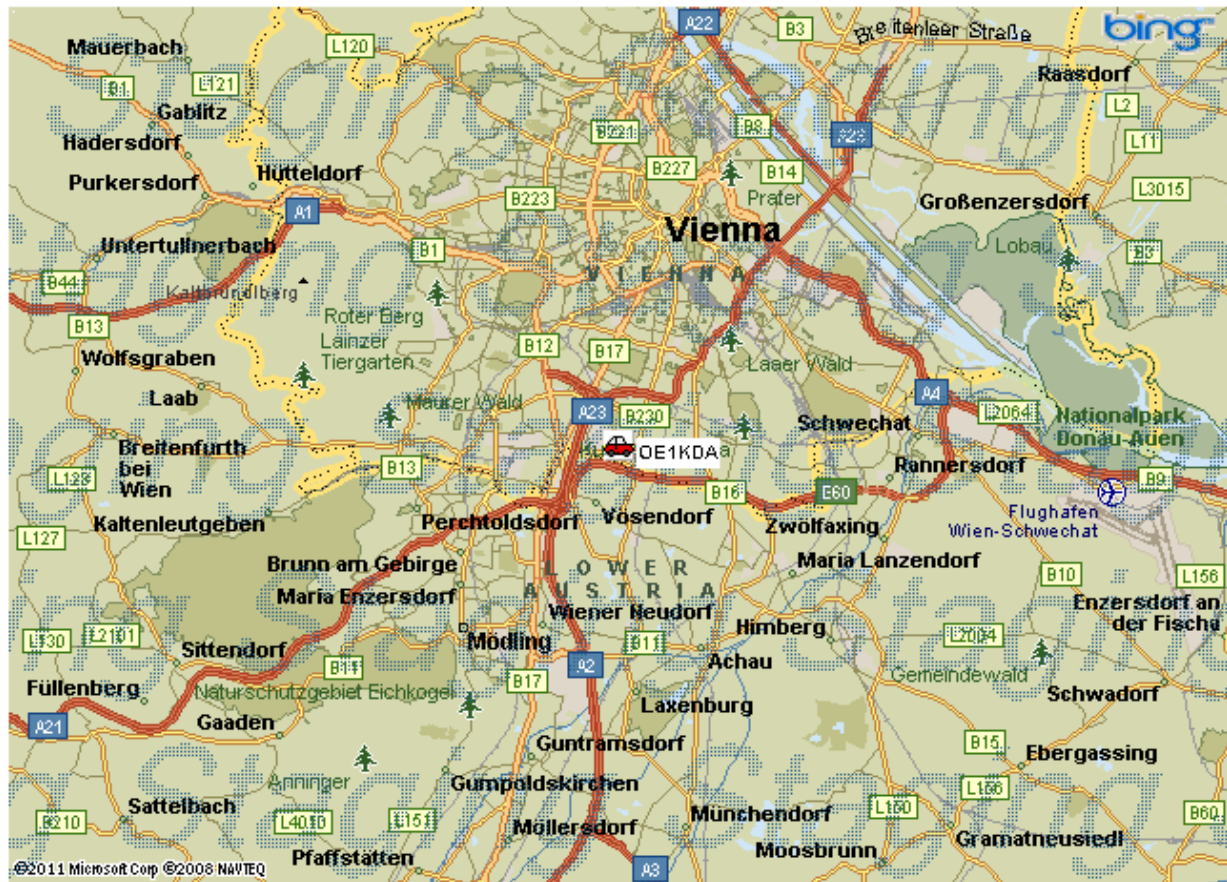 A22
B3
Breitenleer Straße
bing
Mauerbach
L120
Raasdorf
B1
L121
L2
Gablitz
B221
B8
A23
L11
Hadersdorf
Purkersdorf
Hütteldorf
B227
B14
L3015
A1
B223
Prater
Großenzersdorf
Untertullnerbach
B1
Vienna
Lobau
B3
B44
Kaltbründlberg
VIENNA
B13
Roter Berg
Lainzer
Tiergarten
B12
B17
Laaer Wald
Wolfsgraben
Laab
Maurer Wald
A23
B230
A4
L2064
Schwechat
Nationalpark
Donau-Auen
Breitenfurth
bei
Wien
B13
OE1KDA
Rannersdorf
L123
B16
E60
B9
Kaltenleutgeben
Perchtoldsdorf
Vösendorf
Zwölfaxing
Flughafen
Wien-Schwechat
L127
Brunn am Gebirge
LOWER
AUSTRIA
Maria Lanzendorf
B10
L156
Maria Enzersdorf
Wiener Neudorf
Enzersdorf an
der Fischa
L130
L2101
Mödling
B11
Himberg
L2004
Sittendorf
B11
A2
Achau
Gemeindewald
Füllenberg
Naturschutzgebiet Eichkogel
B17
Laxenburg
Schwadorf
A21
Gaaden
Guntramsdorf
B15
Ebergassing
Anninger
Gumpoldskirchen
L156
Sattelbach
B210
L4010
L151
Möllersdorf
Münchendorf
L150
B60
Gramatneusiedl
Pfaffstätten
A3
Moosbrunn
©2011 Microsoft Corp ©2008 NAVTEQ